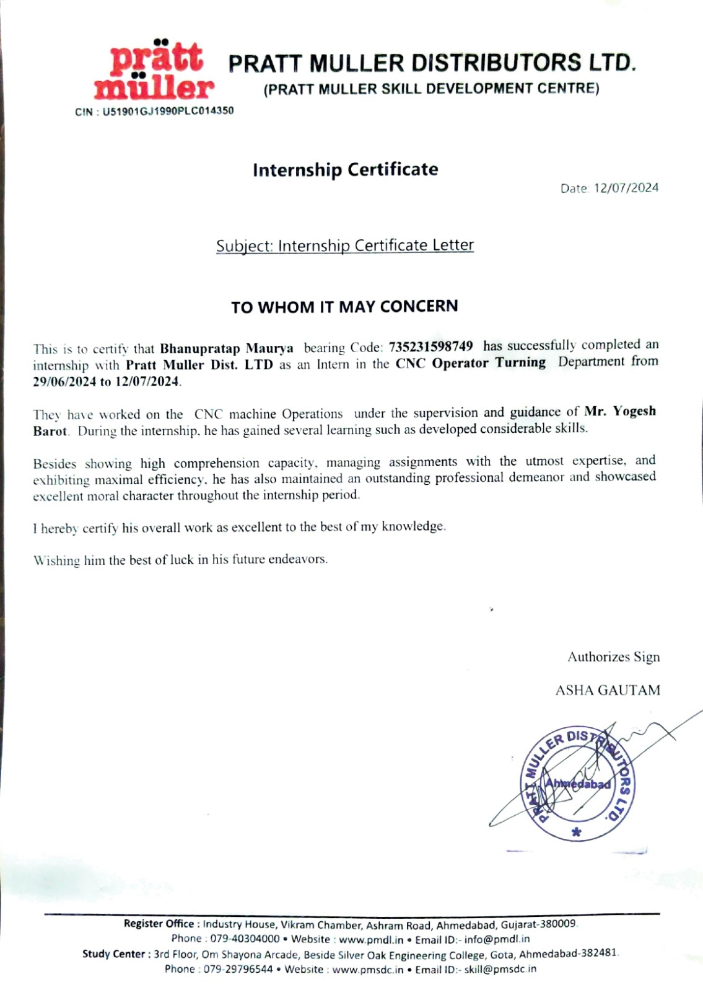 prätt
müller
PRATT MULLER DISTRIBUTORS LTD.
(PRATT MULLER SKILL DEVELOPMENT CENTRE)
CIN : U51901GJ1990PLC014350
Internship Certificate
Date: 12/07/2024
Subject: Internship Certificate Letter
TO WHOM IT MAY CONCERN
This is to certify that Bhanupratap Maurya bearing Code: 735231598749 has successfully completed an
internship with Pratt Muller Dist. LTD as an Intern in the CNC Operator Turning Department from
29/06/2024 to 12/07/2024.
They have worked on the CNC machine Operations under the supervision and guidance of Mr. Yogesh
Barot. During the internship, he has gained several learning such as developed considerable skills.
Besides showing high comprehension capacity, managing assignments with the utmost expertise, and
exhibiting maximal efficiency, he has also maintained an outstanding professional demeanor and showcased
excellent moral character throughout the internship period.
I hereby certify his overall work as excellent to the best of my knowledge.
Wishing him the best of luck in his future endeavors.
Authorizes Sign
ASHA GAUTAM
PRATT MULLER DISTRIBUTORS LTD.
Ahmedabad
Register Office : Industry House, Vikram Chamber, Ashram Road, Ahmedabad, Gujarat-380009.
Phone : 079-40304000 • Website : www.pmdl.in • Email ID:- info@pmdl.in
Study Center : 3rd Floor, Om Shayona Arcade, Beside Silver Oak Engineering College, Gota, Ahmedabad-382481.
Phone : 079-29796544 • Website : www.pmsdc.in • Email ID:- skill@pmsdc.in